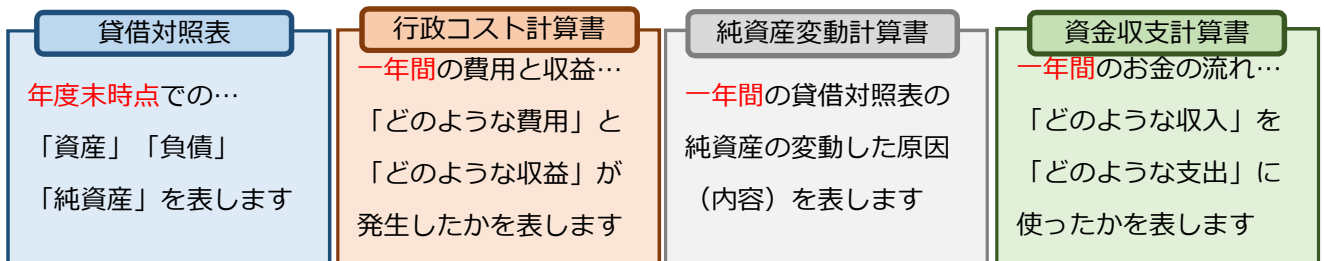 貸借対照表
年度末時点での…
「資産」「負債」
「純資産」を表します
行政コスト計算書
一年間の費用と収益…
「どのような費用」と
「どのような収益」が
発生したかを表します
純資産変動計算書
一年間の貸借対照表の
純資産の変動した原因
（内容）を表します
資金収支計算書
一年間のお金の流れ…
「どのような収入」を
「どのような支出」に
使ったかを表します